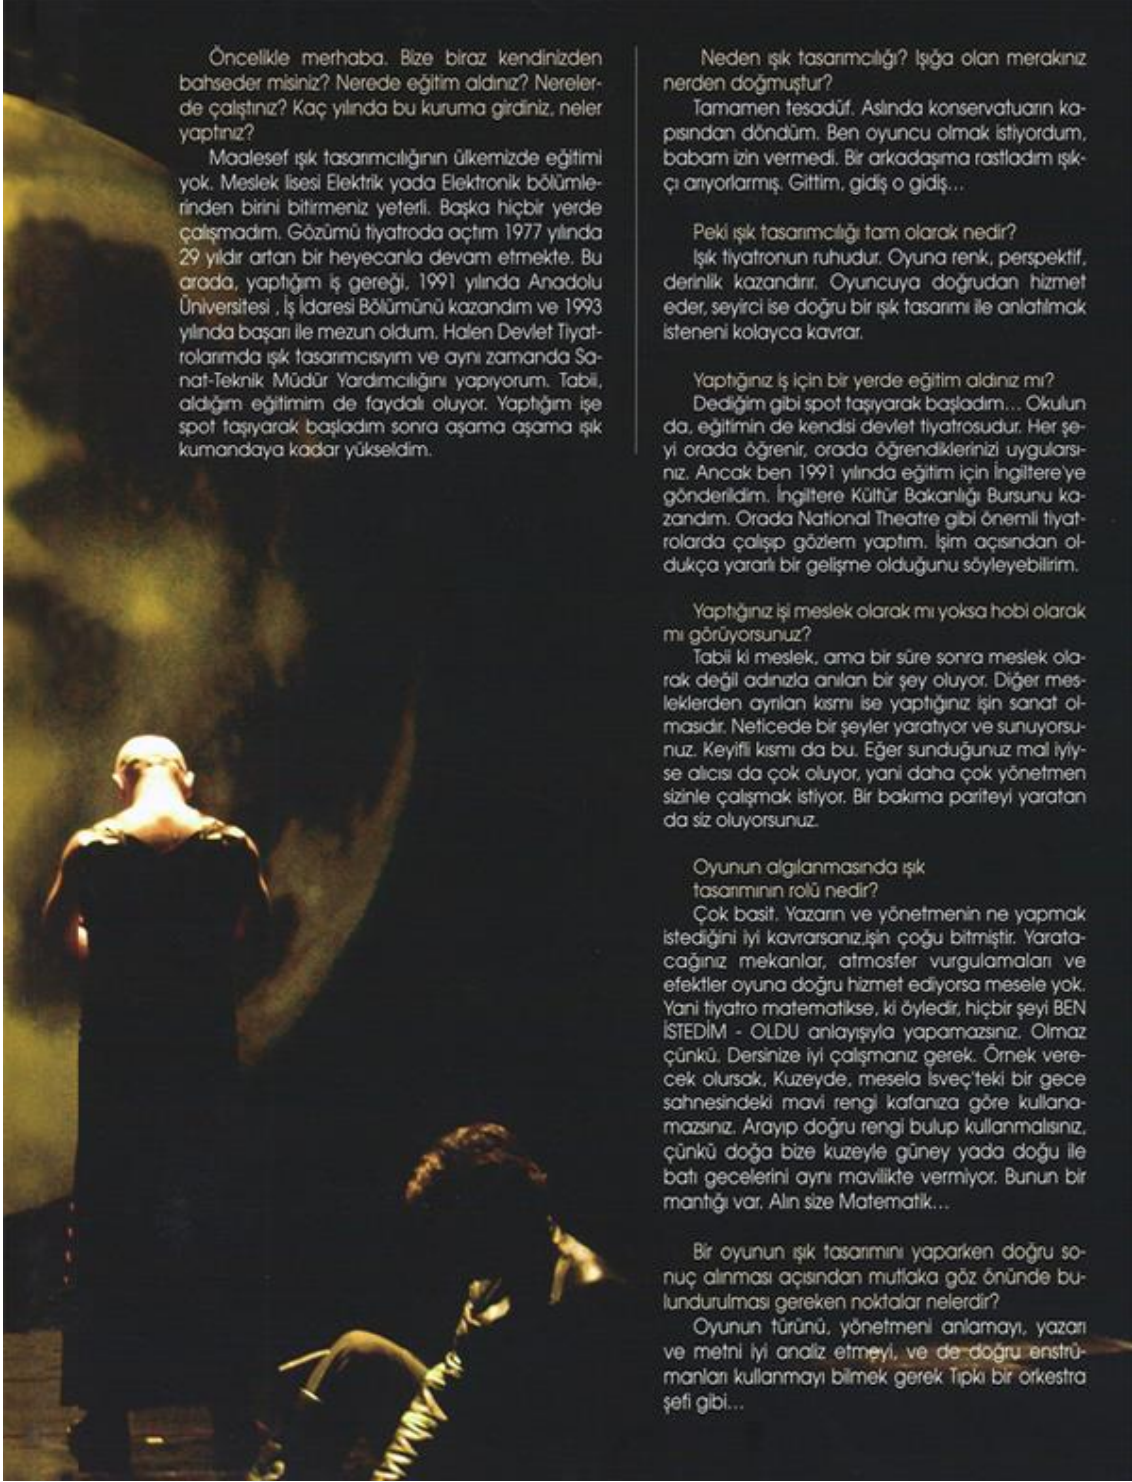 Öncelikle merhaba. Bize biraz kendinizden
bahseder misiniz? Nerede eğitim aldınız? Nereler-
de çalıştınız? Kaç yılında bu kuruma girdiniz, neler
yaptınız?
Maalesef ışık tasarımcılığının ülkemizde eğitimi
yok. Meslek lisesi Elektrik yada Elektronik bölümle-
rinden birini bitirmeniz yeterli. Başka hiçbir yerde
çalışmadım. Gözümü tiyatroda açtım 1977 yılında
29 yıldır artan bir heyecanla devam etmekte. Bu
arada, yaptığım iş gereği, 1991 yılında Anadolu
Üniversitesi , İş İdaresi Bölümünü kazandım ve 1993
yılında başarı ile mezun oldum. Halen Devlet Tiyat-
rolarımda ışık tasarımcısıyım ve aynı zamanda Sa-
nat-Teknik Müdür Yardımcılığını yapıyorum. Tabii,
aldığım eğitimim de faydalı oluyor. Yaptığım işe
spot taşıyarak başladım sonra aşama aşama ışık
kumandaya kadar yükseldim.
Neden ışık tasarımcılığı? Işığa olan merakınız
nerden doğmuştur?
Tamamen tesadüf. Aslında konservatuarın ka-
pısından döndüm. Ben oyuncu olmak istiyordum,
babam izin vermedi. Bir arkadaşıma rastladım ışık-
çı arıyorlarmış. Gittim, gidiş o gidiş...
Peki ışık tasarımcılığı tam olarak nedir?
Işık tiyatronun ruhudur. Oyuna renk, perspektif,
derinlik kazandırır. Oyuncuya doğrudan hizmet
eder, seyirci ise doğru bir ışık tasarımı ile anlatılmak
isteneni kolayca kavrar.
Yaptığınız iş için bir yerde eğitim aldınız mı?
Dediğim gibi spot taşıyarak başladım... Okulun
da, eğitimin de kendisi devlet tiyatrosudur. Her şe-
yi orada öğrenir, orada öğrendiklerinizi uygularsı-
nız. Ancak ben 1991 yılında eğitim için İngiltere'ye
gönderildim. İngiltere Kültür Bakanlığı Bursunu ka-
zandım. Orada National Theatre gibi önemli tiyat-
rolarda çalışıp gözlem yaptım. İşim açısından ol-
dukça yararlı bir gelişme olduğunu söyleyebilirim.
Yaptığınız işi meslek olarak mı yoksa hobi olarak
mı görüyorsunuz?
Tabii ki meslek, ama bir süre sonra meslek ola-
rak değil adınızla anılan bir şey oluyor. Diğer mes-
leklerden ayrılan kısmı ise yaptığınız işin sanat ol-
masıdır. Neticede bir şeyler yaratıyor ve sunuyorsu-
nuz. Keyifli kısmı da bu. Eğer sunduğunuz mal iyiy-
se alıcısı da çok oluyor, yani daha çok yönetmen
sizinle çalışmak istiyor. Bir bakıma pariteyi yaratan
da siz oluyorsunuz.
Oyunun algılanmasında ışık
tasarımının rolü nedir?
Çok basit. Yazarın ve yönetmenin ne yapmak
istediğini iyi kavrarsanız,işin çoğu bitmiştir. Yarata-
cağınız mekanlar, atmosfer vurgulamaları ve
efektler oyuna doğru hizmet ediyorsa mesele yok.
Yani tiyatro matematikse, ki öyledir, hiçbir şeyi BEN
İSTEDİM - OLDU anlayışıyla yapamazsınız. Olmaz
çünkü. Dersinize iyi çalışmanız gerek. Örnek vere-
cek olursak, Kuzeyde, mesela İsveç'teki bir gece
sahnesindeki mavi rengi kafanıza göre kullana-
mazsınız. Arayıp doğru rengi bulup kullanmalısınız,
çünkü doğa bize kuzeyle güney yada doğu ile
batı gecelerini aynı mavilikte vermiyor. Bunun bir
mantığı var. Alın size Matematik...
Bir oyunun ışık tasarımını yaparken doğru so-
nuç alınması açısından mutlaka göz önünde bu-
lundurulması gereken noktalar nelerdir?
Oyunun türünü, yönetmeni anlamayı, yazarı
ve metni iyi analiz etmeyi, ve de doğru enstrü-
manları kullanmayı bilmek gerek Tıpkı bir orkestra
şefi gibi...